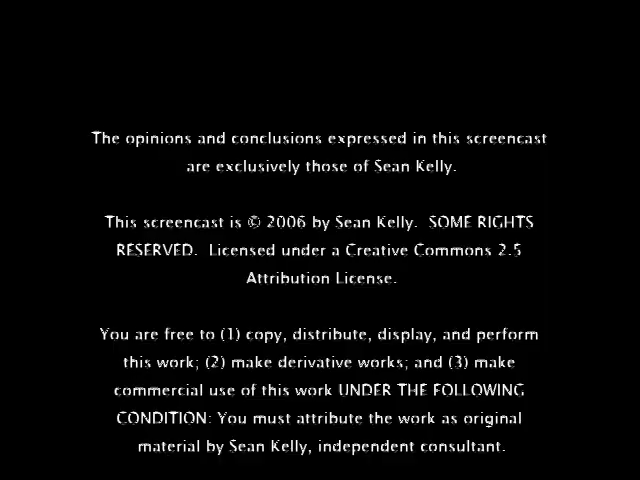 The opinions and conclusions expressed in this screencast
are exclusively those of Sean Kelly.
This screencast is © 2006 by Sean Kelly.  SOME RIGHTS
RESERVED.  Licensed under a Creative Commons 2.5
Attribution License.
You are free to (1) copy, distribute, display, and perform
this work; (2) make derivative works; and (3) make
commercial use of this work UNDER THE FOLLOWING
CONDITION: You must attribute the work as original
material by Sean Kelly, independent consultant.